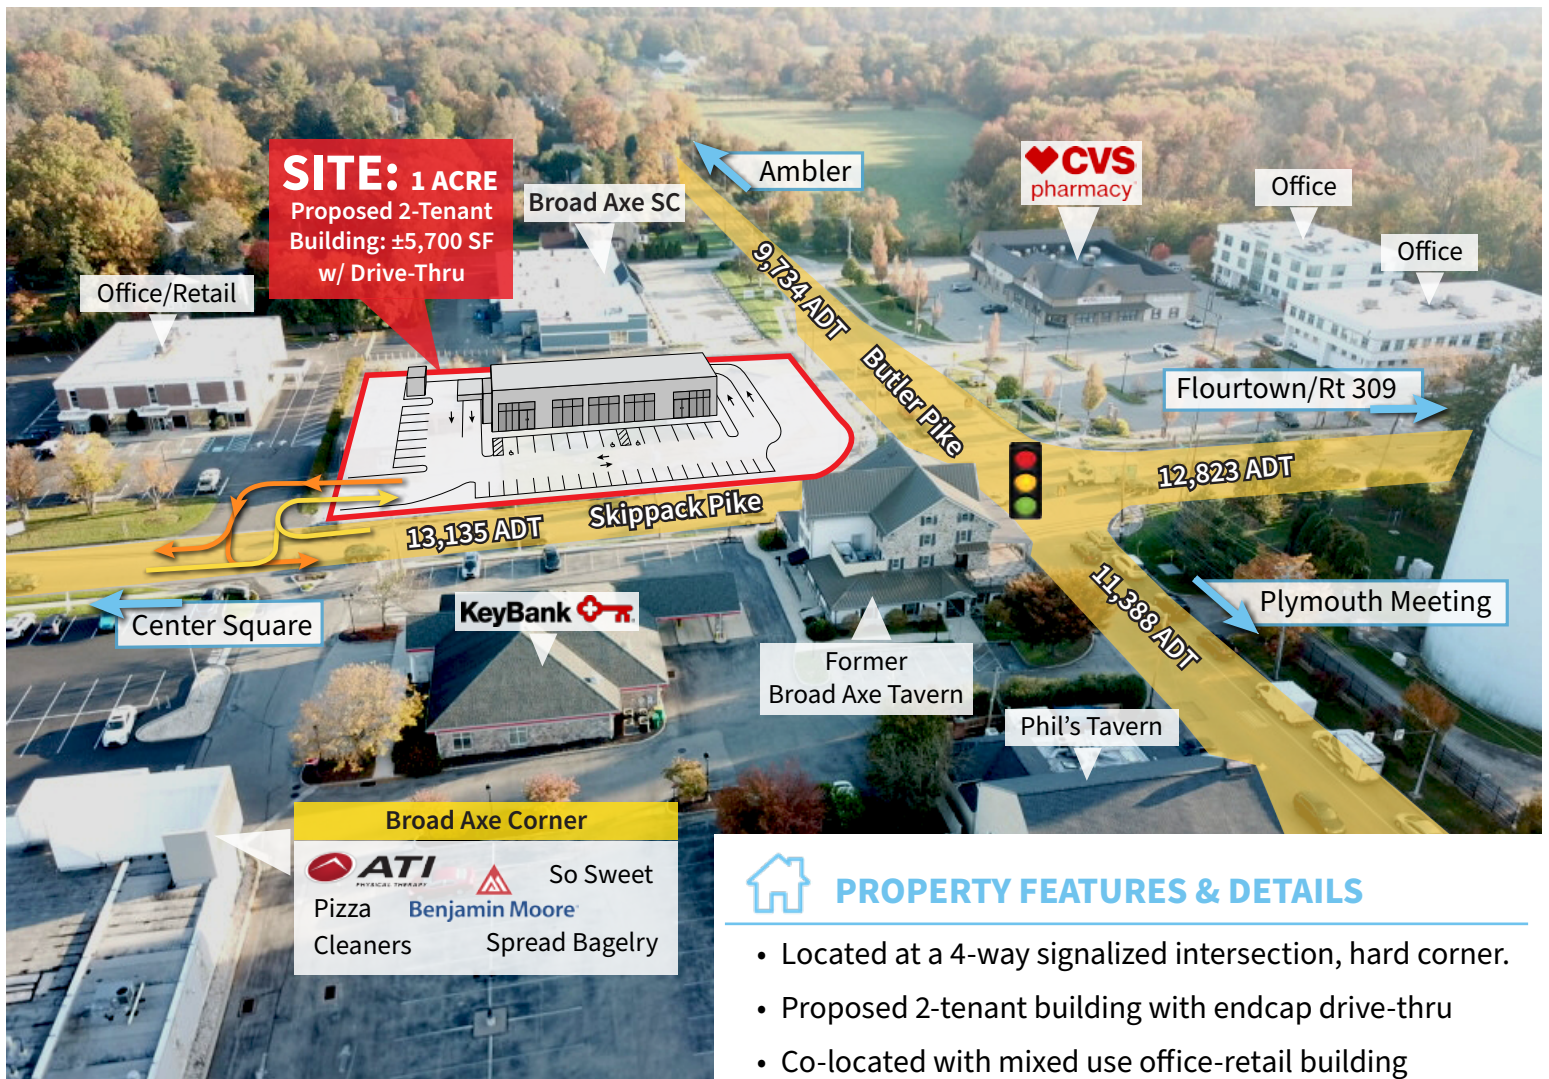 SITE: 1 ACRE
Proposed 2-Tenant
Building: ±5,700 SF
w/ Drive-Thru
Ambler
Broad Axe SC
CVS
pharmacy
Office
Office
Office/Retail
9,734 ADT
Butler Pike
Flourtown/Rt 309
12,823 ADT
13,135 ADT
Skippack Pike
11,388 ADT
Plymouth Meeting
Center Square
KeyBank
Former
Broad Axe Tavern
Phil's Tavern
Broad Axe Corner
ATI
PHYSICAL THERAPY
So Sweet
Pizza
Benjamin Moore
Cleaners
Spread Bagelry
PROPERTY FEATURES & DETAILS
• Located at a 4-way signalized intersection, hard corner.
• Proposed 2-tenant building with endcap drive-thru
• Co-located with mixed use office-retail building